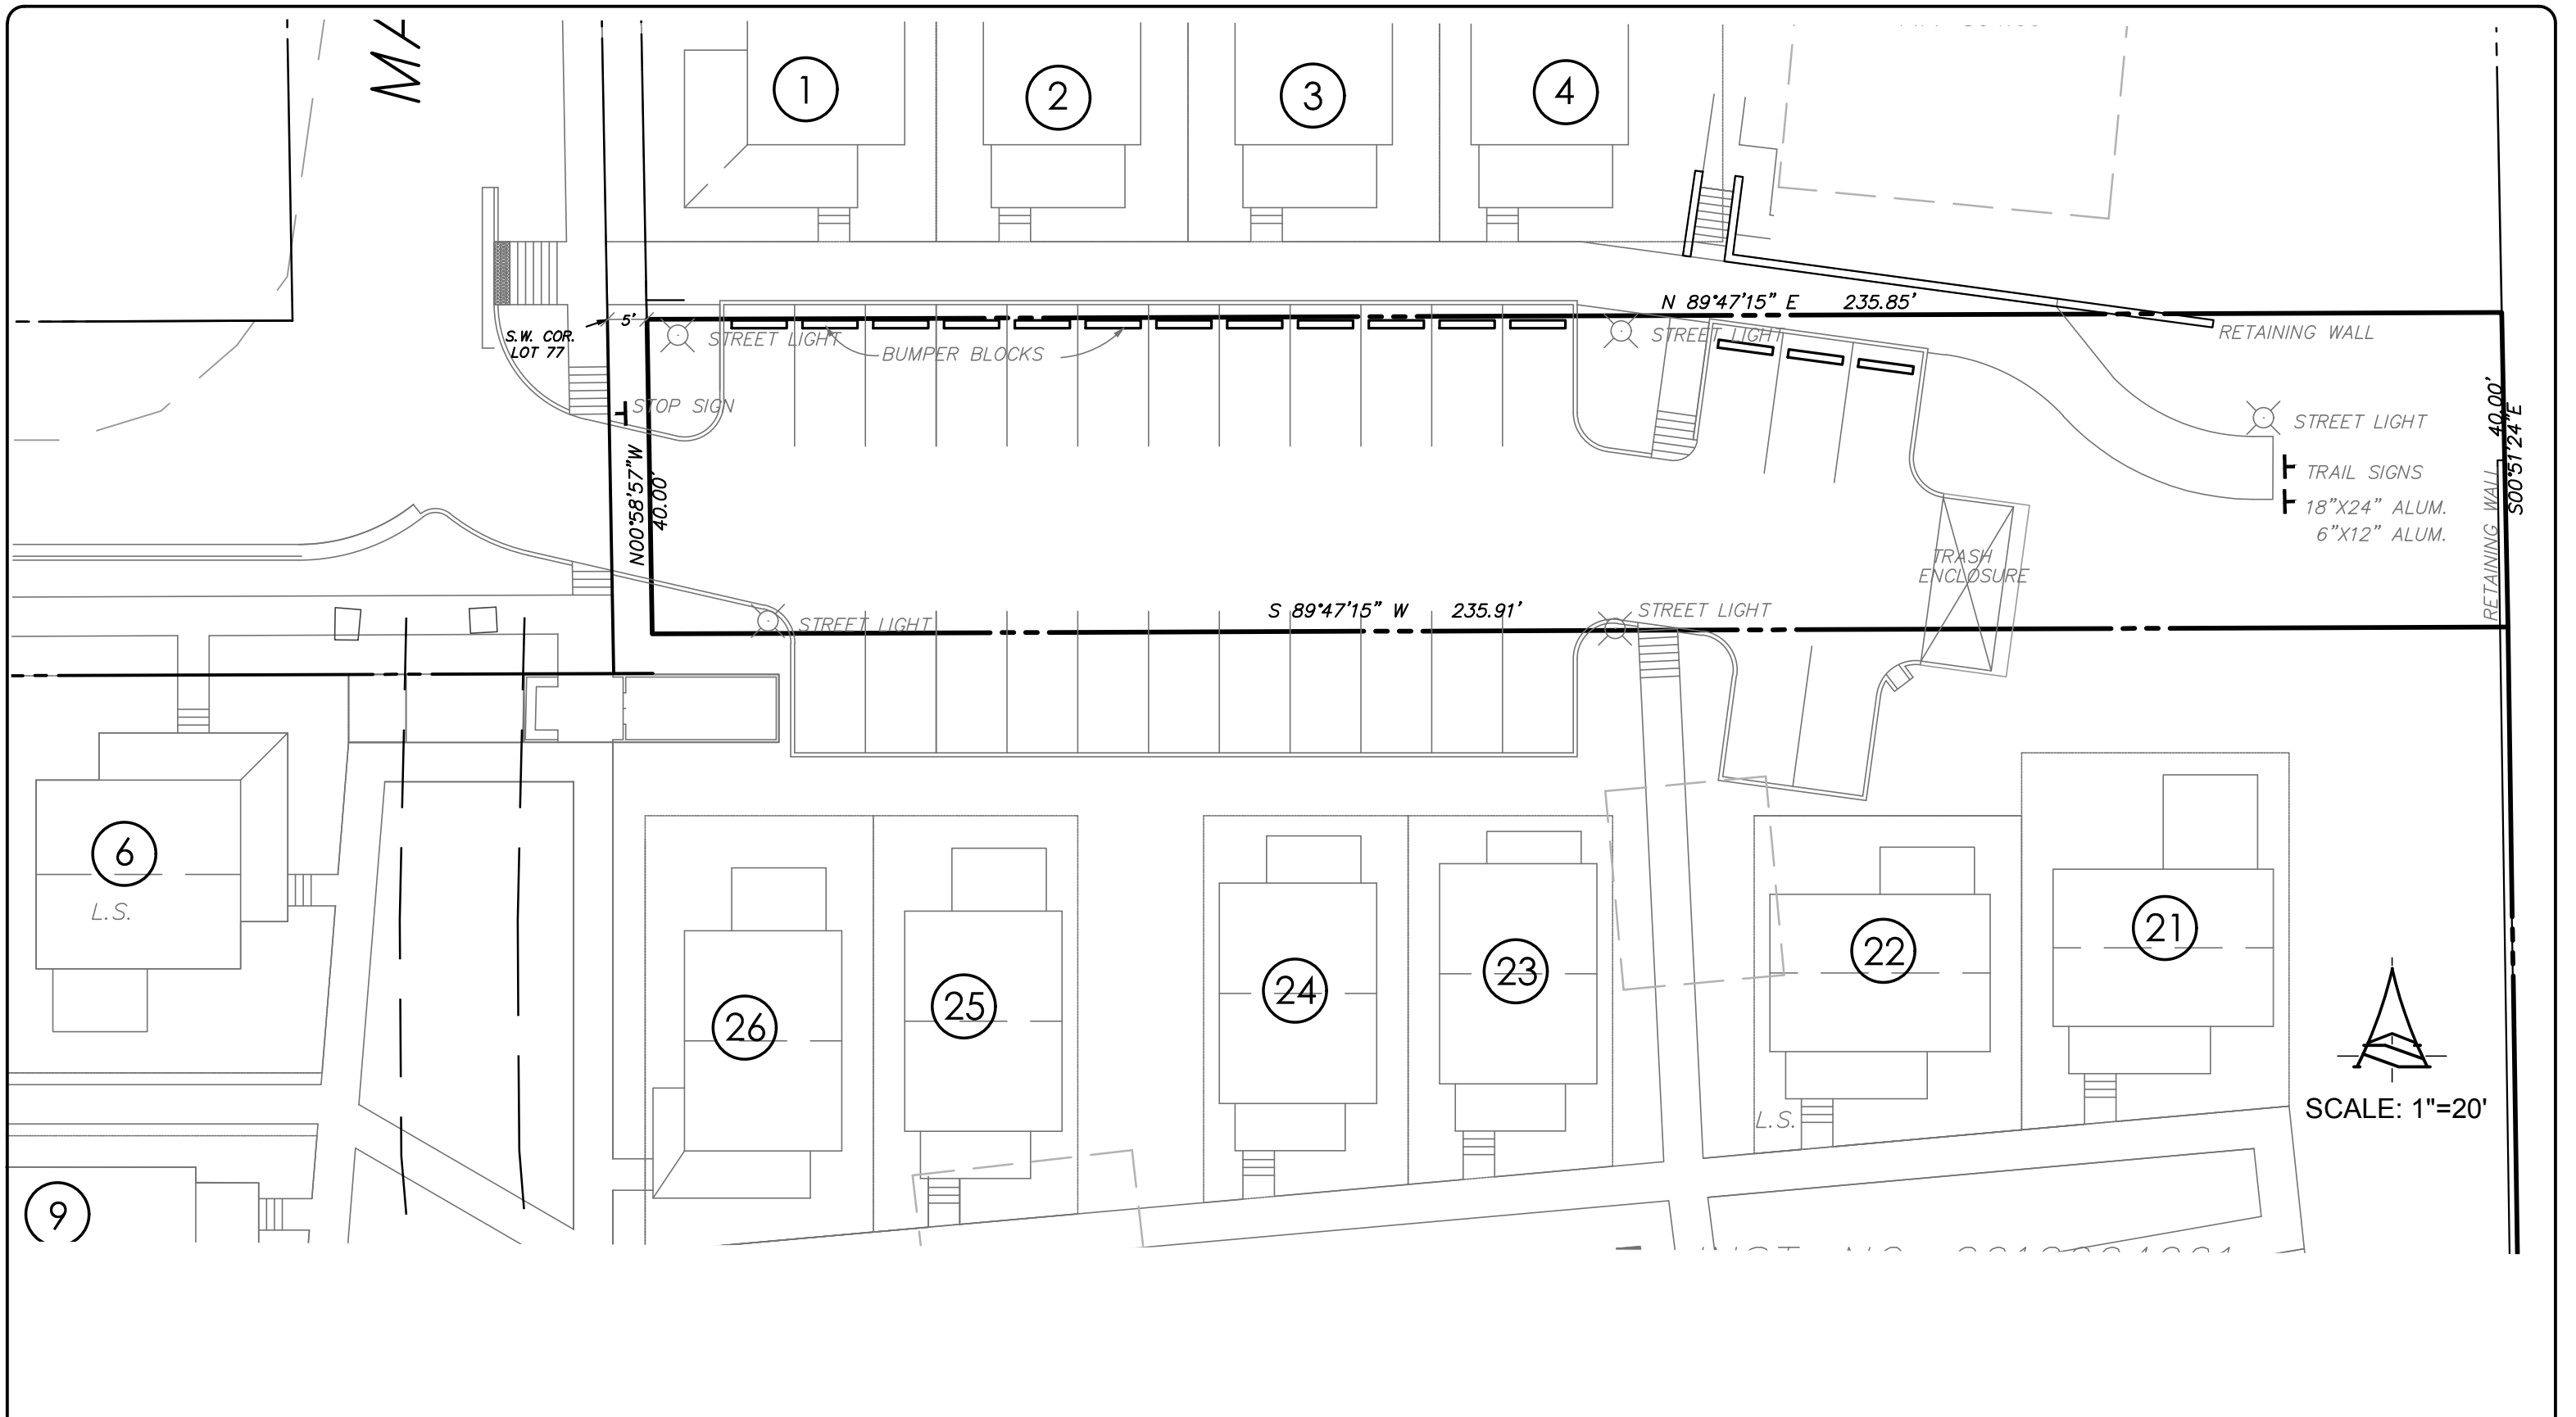 MA
1
2
3
4
N 89°47'15" E 235.85'
S.W. COR.
LOT 77
5'
STREET LIGHT
BUMPER BLOCKS
STREET LIGHT
RETAINING WALL
STOP SIGN
STREET LIGHT
40.00'
S00°51'24"E
N00°58'57"W
40.00'
TRAIL SIGNS
18"X24" ALUM.
6"X12" ALUM.
RETAINING WALL
TRASH
ENCLOSURE
S 89°47'15" W 235.91'
STREET LIGHT
STREET LIGHT
6
L.S.
26
25
24
23
22
21
L.S.
SCALE: 1"=20'
9